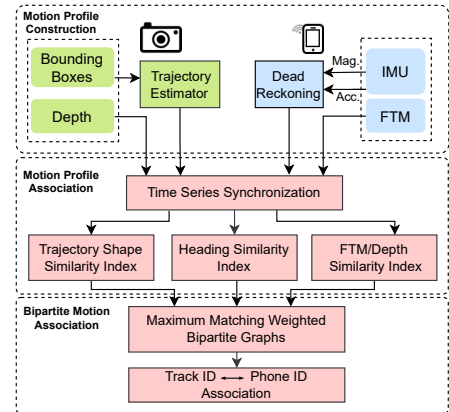 Motion Profile
Construction
Bounding
Boxes
Depth
Trajectory
Estimator
Dead
Reckoning
Mag.
Acc.
IMU
FTM
Motion Profile
Association
Time Series Synchronization
Trajectory Shape
Similarity Index
Heading Similarity
Index
FTM/Depth
Similarity Index
Bipartite Motion
Association
Maximum Matching Weighted
Bipartite Graphs
Track ID ⟷ Phone ID
Association